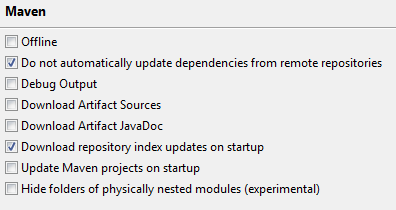 Maven
Offline
Do not automatically update dependencies from remote repositories
Debug Output
Download Artifact Sources
Download Artifact JavaDoc
Download repository index updates on startup
Update Maven projects on startup
Hide folders of physically nested modules (experimental)